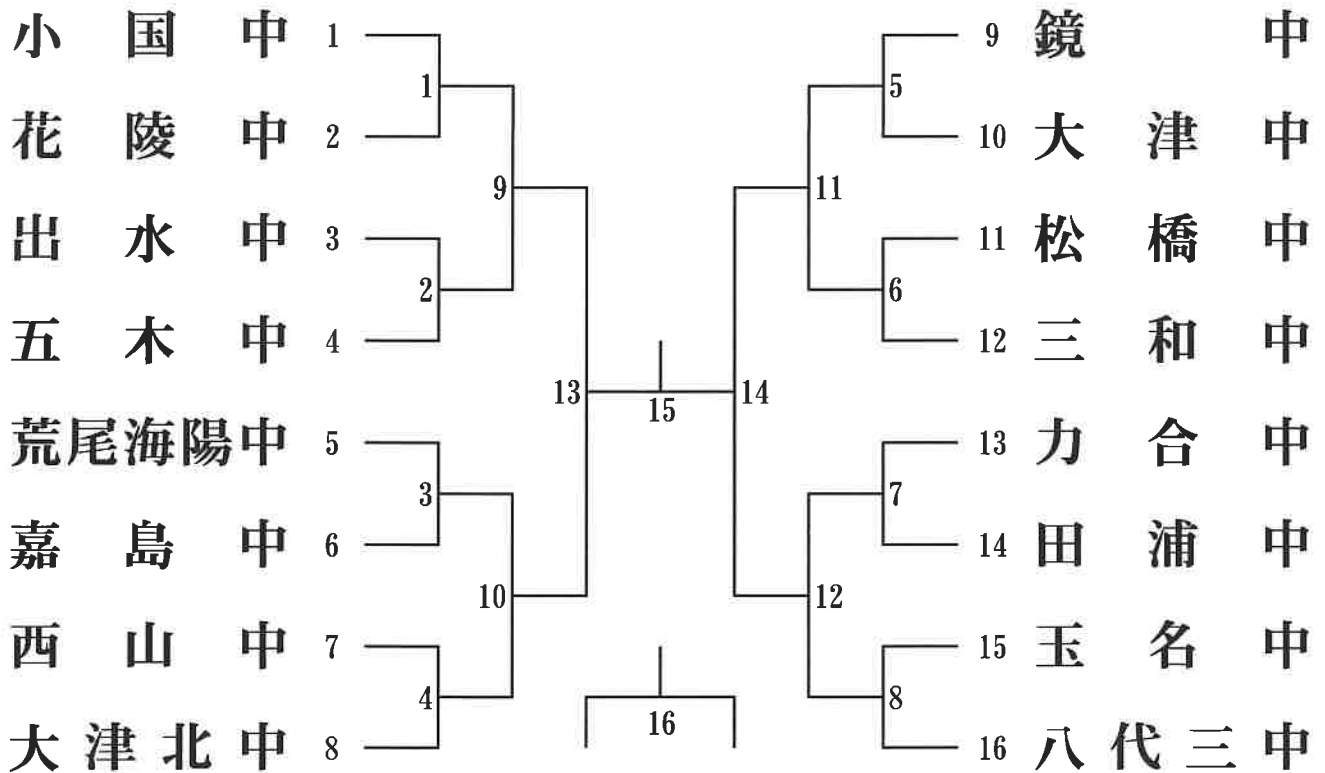 小国中 1
花陵中 2
出水中 3
五木中 4
荒尾海陽中 5
嘉島中 6
西山中 7
大津北中 8
1
2
3
4
9
10
13
15
16
14
11
12
5
6
7
8
9 鏡中
10 大津中
11 松橋中
12 三和中
13 力合中
14 田浦中
15 玉名中
16 八代三中